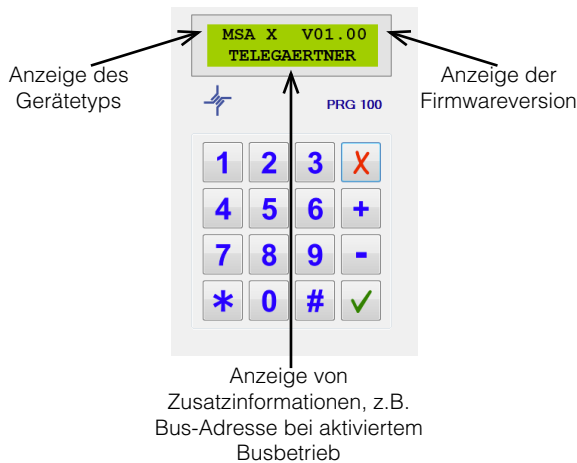 MSA X V01.00
TELEGAERTNER
Anzeige des
Gerätetyps
Anzeige der
Firmwareversion
PRG 100
1 2 3 X
4 5 6 +
7 8 9 -
* 0 # ✓
Anzeige von
Zusatzinformationen, z.B.
Bus-Adresse bei aktiviertem
Busbetrieb